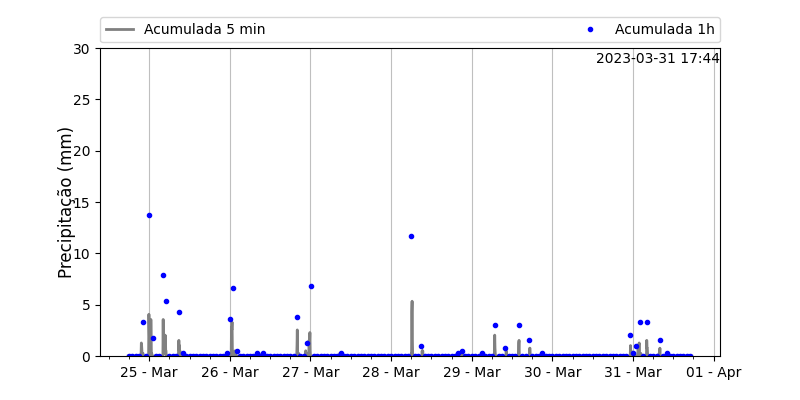 Acumulada 5 min Acumulada 1h
2023-03-31 17:44
Precipitação (mm)
30
25
20
15
10
5
0
25 - Mar 26 - Mar 27 - Mar 28 - Mar 29 - Mar 30 - Mar 31 - Mar 01 - Apr